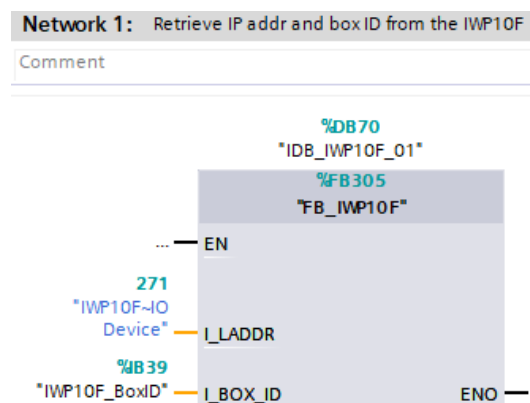 Network 1: Retrieve IP addr and box ID from the IWP10F
Comment
%DB70
"IDB_IWP10F_01"
%FB305
"FB_IWP10F"
... EN
271
"IWP10F~IO
Device" I_LADDR
%IB39
"IWP10F_BoxID" I_BOX_ID ENO